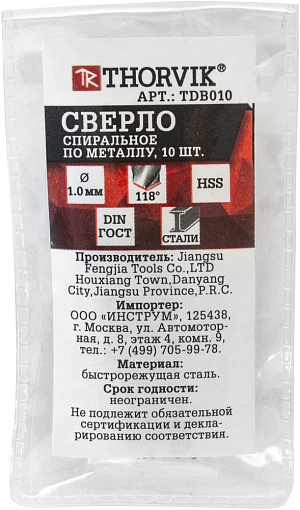 TR THORVIK®
АРТ.: TDB010
СВЕРЛО
СПИРАЛЬНОЕ
ПО МЕТАЛЛУ, 10 ШТ.
Ø
1.0 мм
118°
HSS
DIN
ГОСТ
СТАЛИ
Производитель: Jiangsu
Fengjia Tools Co.,LTD
Houxiang Town,Danyang
City,Jiangsu Province,P.R.C.
Импортер:
ООО «ИНСТРУМ», 125438,
г. Москва, ул. Автомотор-
ная, д. 8, этаж 4, комн. 9,
тел.: +7 (499) 705-99-78.
Материал:
быстрорежущая сталь.
Срок годности:
неограничен.
Не подлежит обязательной
сертификации и декла-
рированию соответствия.